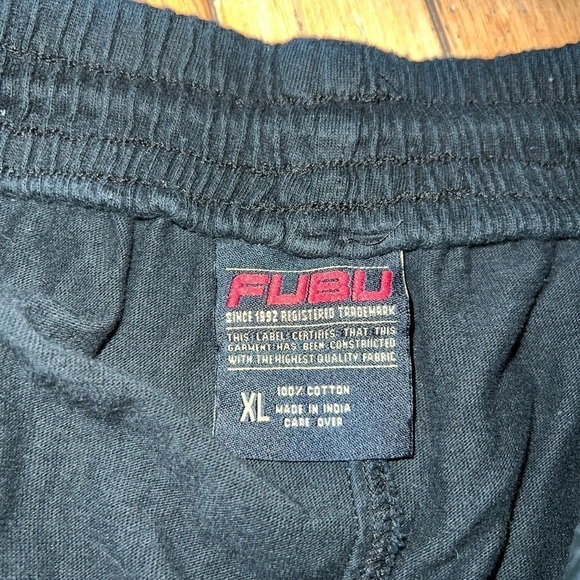 FUBU
SINCE 1992 REGISTERED TRADEMARK
THIS LABEL CERTIFIES THAT THIS
GARMENT HAS BEEN CONSTRUCTED
WITH THE HIGHEST QUALITY FABRIC
XL
100% COTTON
MADE IN INDIA
CARE OVER